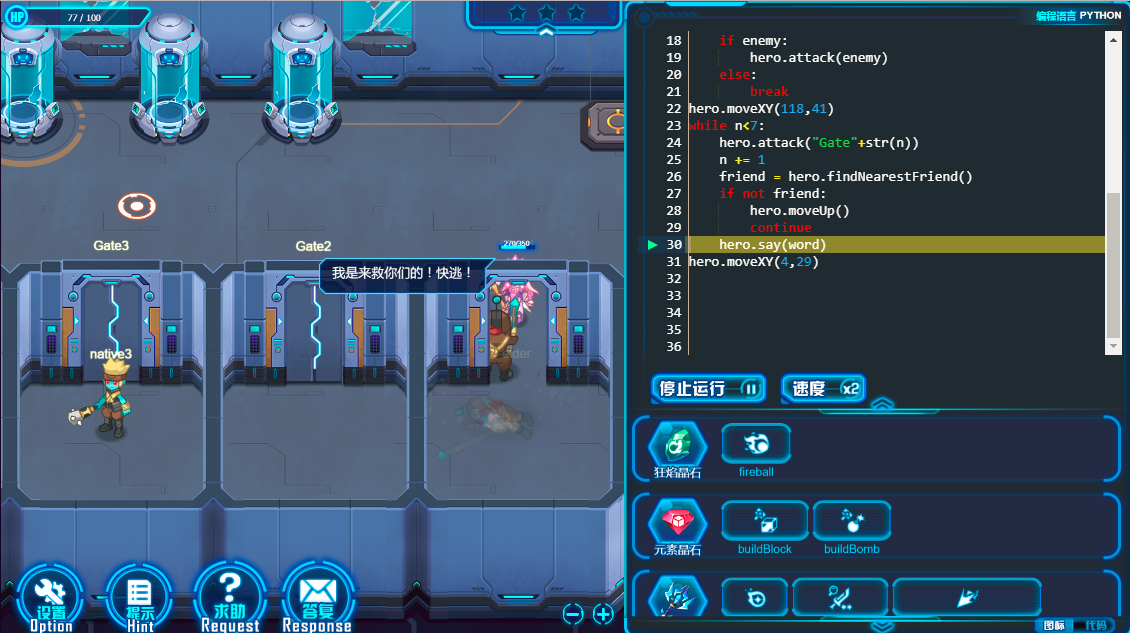 HP
77 / 100
编程语言 PYTHON
18 if enemy:
19 hero.attack(enemy)
20 else:
21 break
22 hero.moveXY(118,41)
23 while n<7:
24 hero.attack("Gate"+str(n))
25 n += 1
26 friend = hero.findNearestFriend()
27 if not friend:
28 hero.moveUp()
29 continue
30 hero.say(word)
31 hero.moveXY(4,29)
32
33
34
35
36
Gate3
Gate2
270/350
我是来救你们的！快逃！
native3
停止运行
速度 x2
狂焰晶石
fireball
元素晶石
buildBlock
buildBomb
设置
Option
提示
Hint
求助
Request
答复
Response
图标
代码